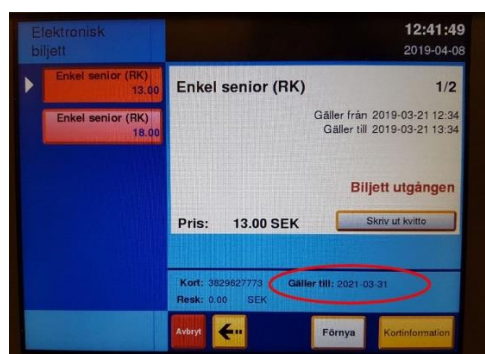 Elektronisk
biljett
12:41:49
2019-04-08
Enkel senior (RK)
13.00
Enkel senior (RK)
18.00
Enkel senior (RK) 1/2
Gäller från 2019-03-21 12:34
Gäller till 2019-03-21 13:34
Biljett utgången
Pris: 13.00 SEK
Skriv ut kvitto
Kort: 3829827773 Gäller till: 2021-03-31
Resk: 0.00 SEK
Avbryt
Förnya
Kortinformation